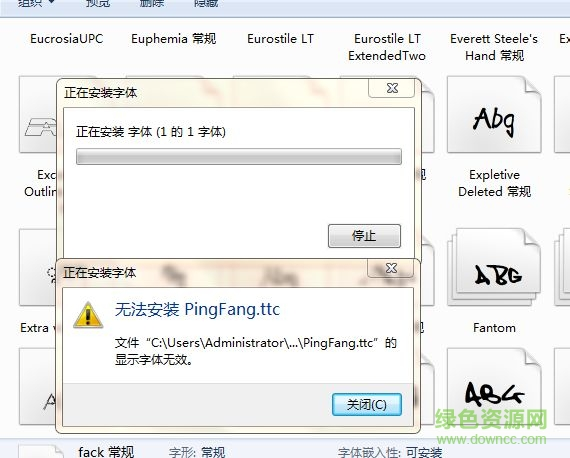 组织 预览 删除 隐藏
EucrosiaUPC Euphemia 常规 Eurostile LT Eurostile LT ExtendedTwo Everett Steele's Hand 常规
正在安装字体
正在安装 字体 (1 的 1 字体)
停止
Abg
Expletive Deleted 常规
正在安装字体
无法安装 PingFang.ttc
文件“C:\Users\Administrator\...\PingFang.ttc”的
显示字体无效。
关闭(C)
ABG
Fantom
ABG
fack 常规 字形: 常规 字体嵌入性: 可安装
绿色资源网
www.downcc.com